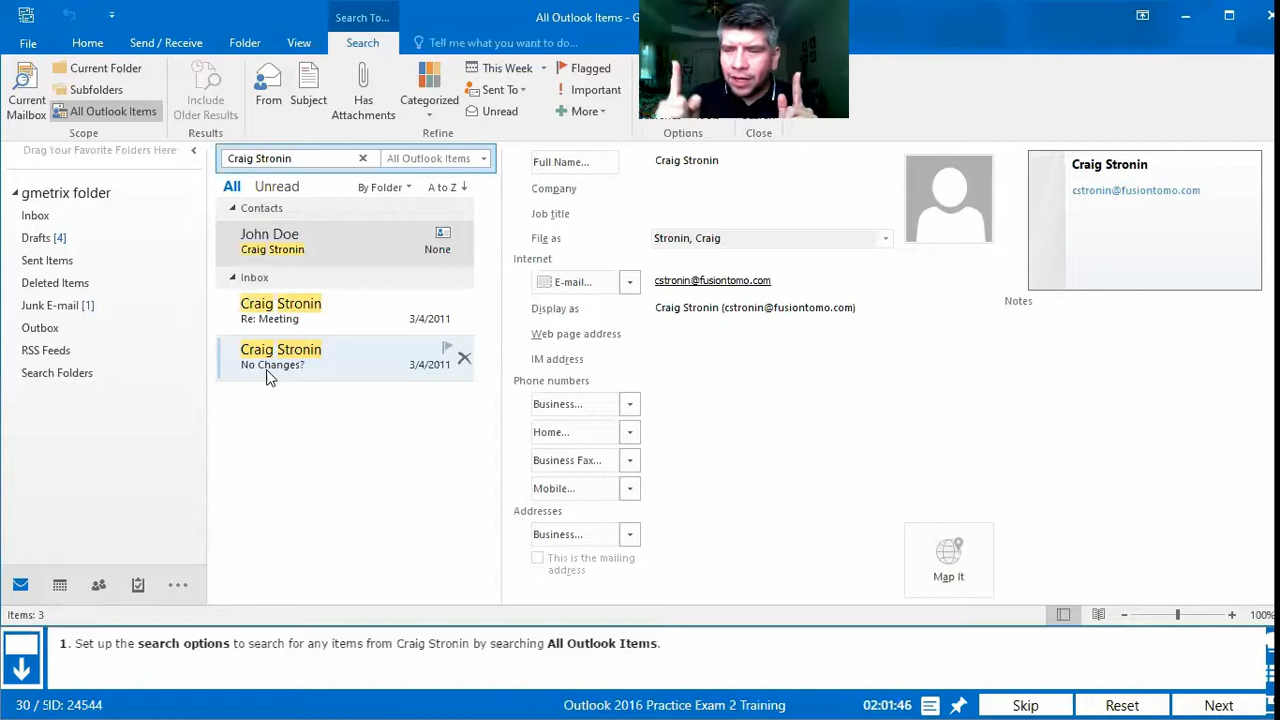 Search To...
All Outlook Items - G
File
Home
Send / Receive
Folder
View
Search
Tell me what you want to do...
Current Mailbox
Current Folder
Subfolders
All Outlook Items
Scope
Include Older Results
Results
From
Subject
Has Attachments
Categorized
This Week
Sent To
Unread
Flagged
Important
More
Refine
Options
Close
Drag Your Favorite Folders Here
gmetrix folder
Inbox
Drafts [4]
Sent Items
Deleted Items
Junk E-mail [1]
Outbox
RSS Feeds
Search Folders
Craig Stronin
All Outlook Items
All Unread
By Folder
A to Z
Contacts
John Doe
Craig Stronin
None
Inbox
Craig Stronin
Re: Meeting
3/4/2011
Craig Stronin
No Changes?
3/4/2011
Full Name...
Craig Stronin
Company
Job title
File as
Stronin, Craig
Internet
E-mail...
cstronin@fusiontomo.com
Display as
Craig Stronin (cstronin@fusiontomo.com)
Web page address
IM address
Phone numbers
Business...
Home...
Business Fax...
Mobile...
Addresses
Business...
This is the mailing
address
Map It
Craig Stronin
cstronin@fusiontomo.com
Notes
Items: 3
100%
1. Set up the search options to search for any items from Craig Stronin by searching All Outlook Items.
30 / 5ID: 24544
Outlook 2016 Practice Exam 2 Training
02:01:46
Skip
Reset
Next